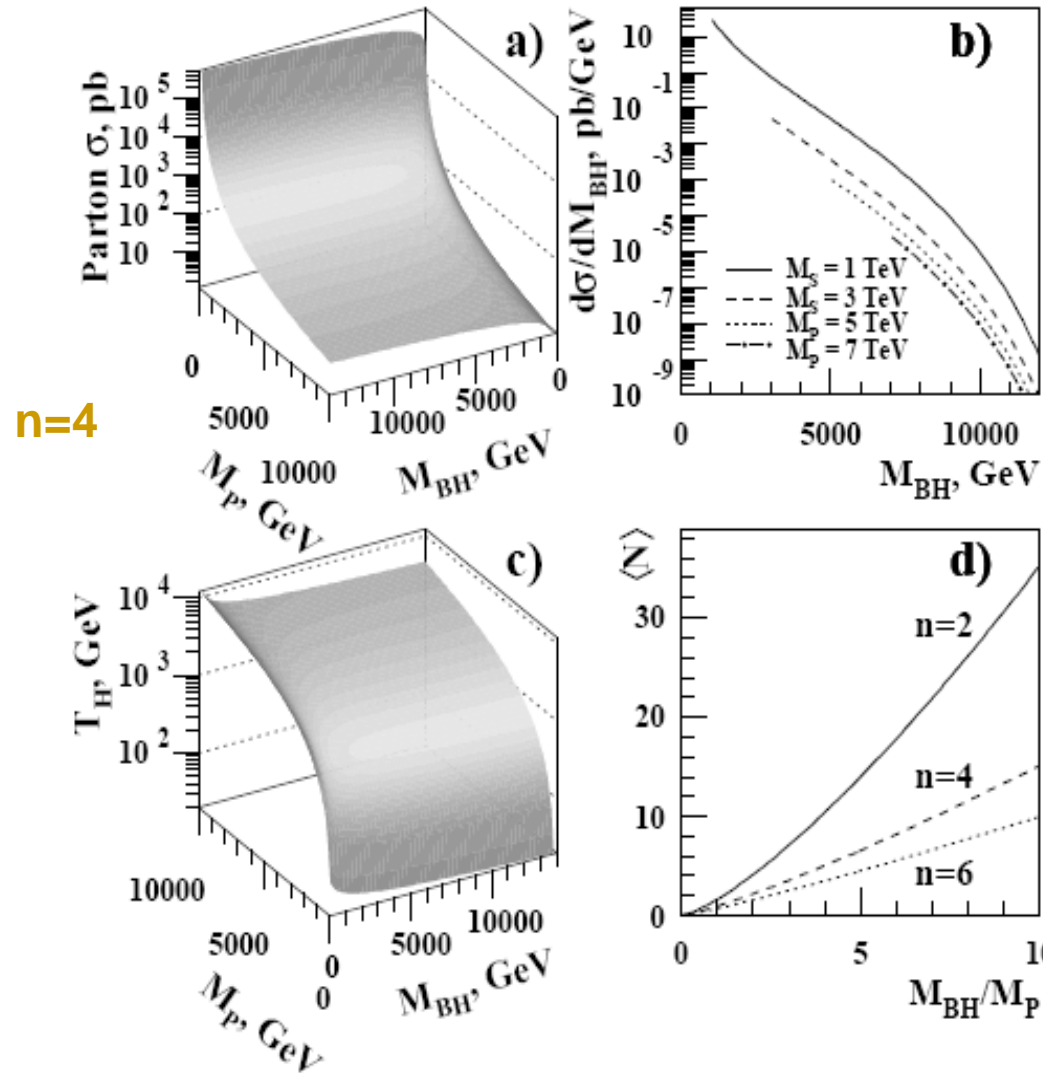 a)
Parton σ, pb
10 5
10 4
10 3
10 2
10
0
5000
10000
M_P, GeV
10000
5000
0
M_BH, GeV
b)
dσ/dM_BH, pb/GeV
10
-1
10
-3
10
-5
10
-7
10
-9
10
M_S = 1 TeV
M_S = 3 TeV
M_P = 5 TeV
M_P = 7 TeV
0
5000
10000
M_BH, GeV
n=4
c)
T_H, GeV
10 4
10 3
10 2
10000
5000
0
M_P, GeV
0
5000
10000
M_BH, GeV
d)
⟨N⟩
30
20
10
0
n=2
n=4
n=6
0
5
10
M_BH/M_P